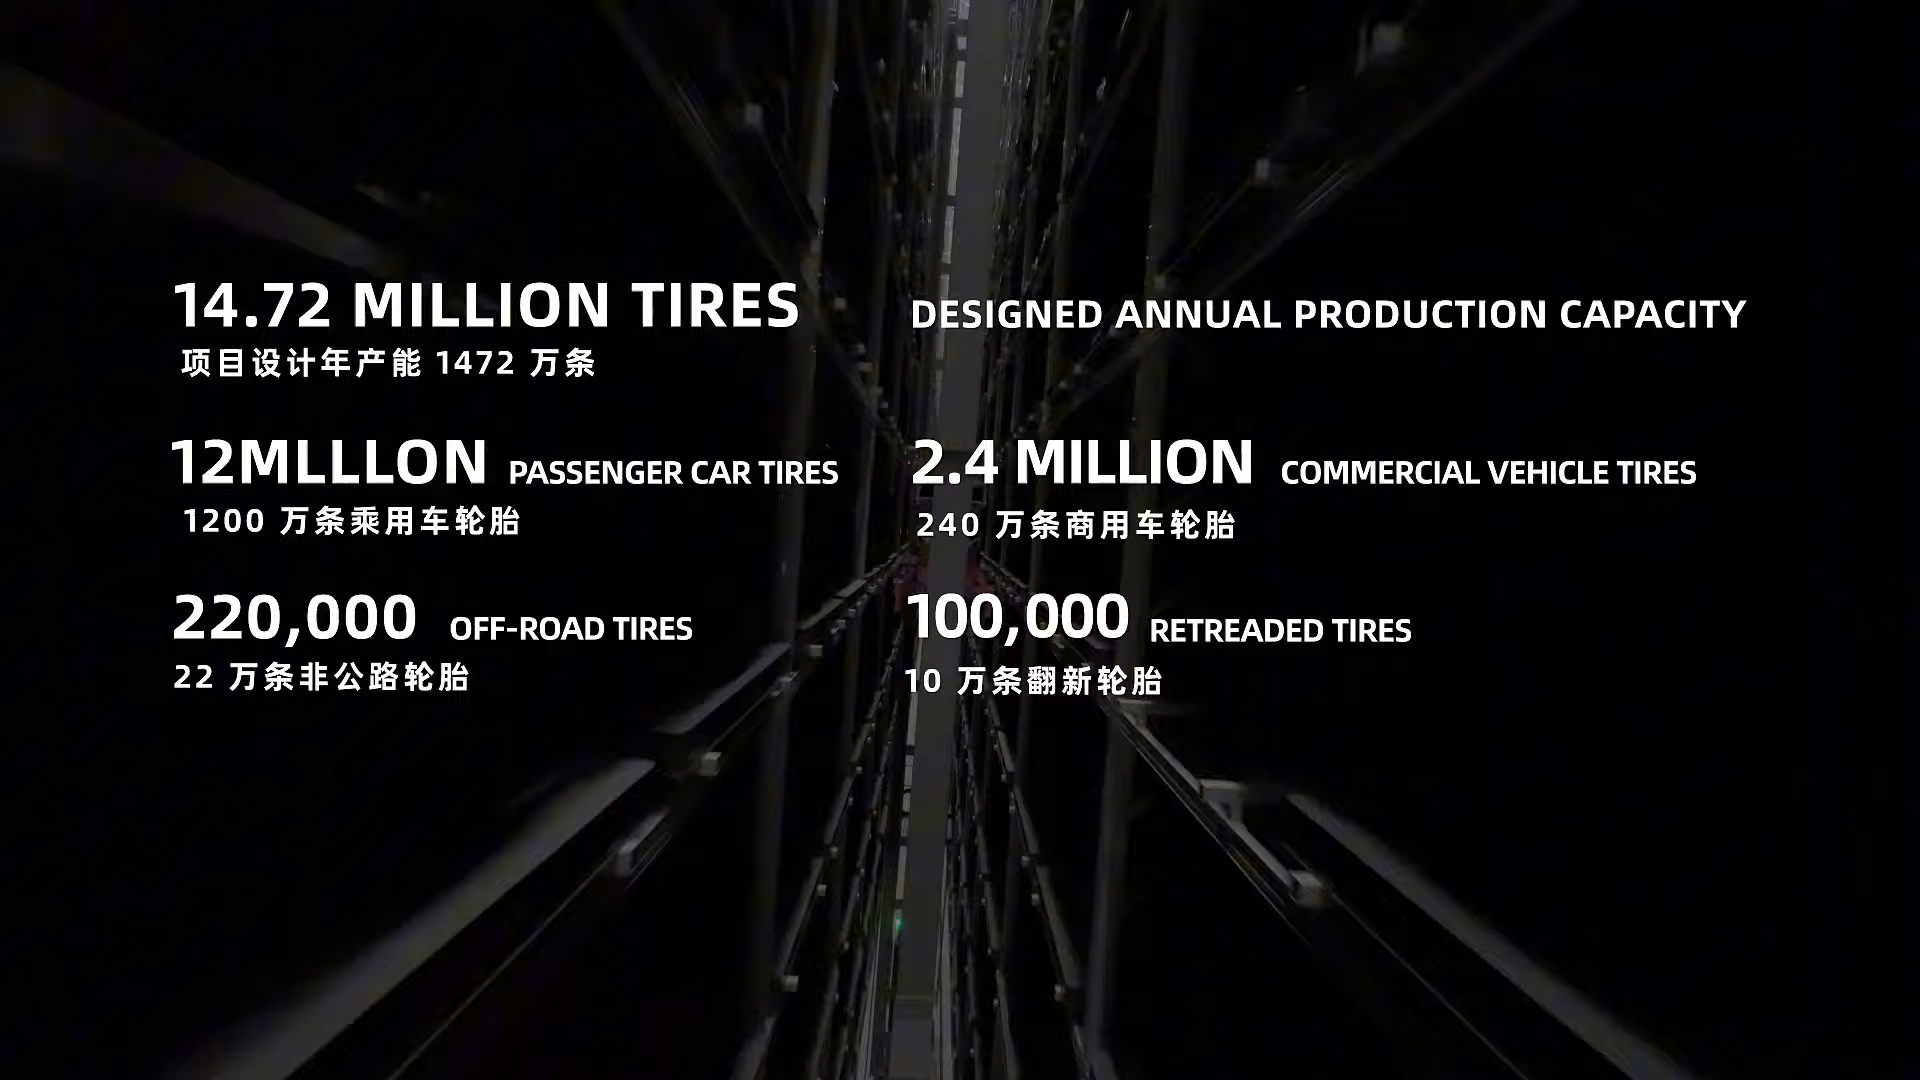 14.72 MILLION TIRES DESIGNED ANNUAL PRODUCTION CAPACITY
项目设计年产能 1472 万条
12MLLLON PASSENGER CAR TIRES
1200 万条乘用车轮胎
2.4 MILLION COMMERCIAL VEHICLE TIRES
240 万条商用车轮胎
220,000 OFF-ROAD TIRES
22 万条非公路轮胎
100,000 RETREADED TIRES
10 万条翻新轮胎